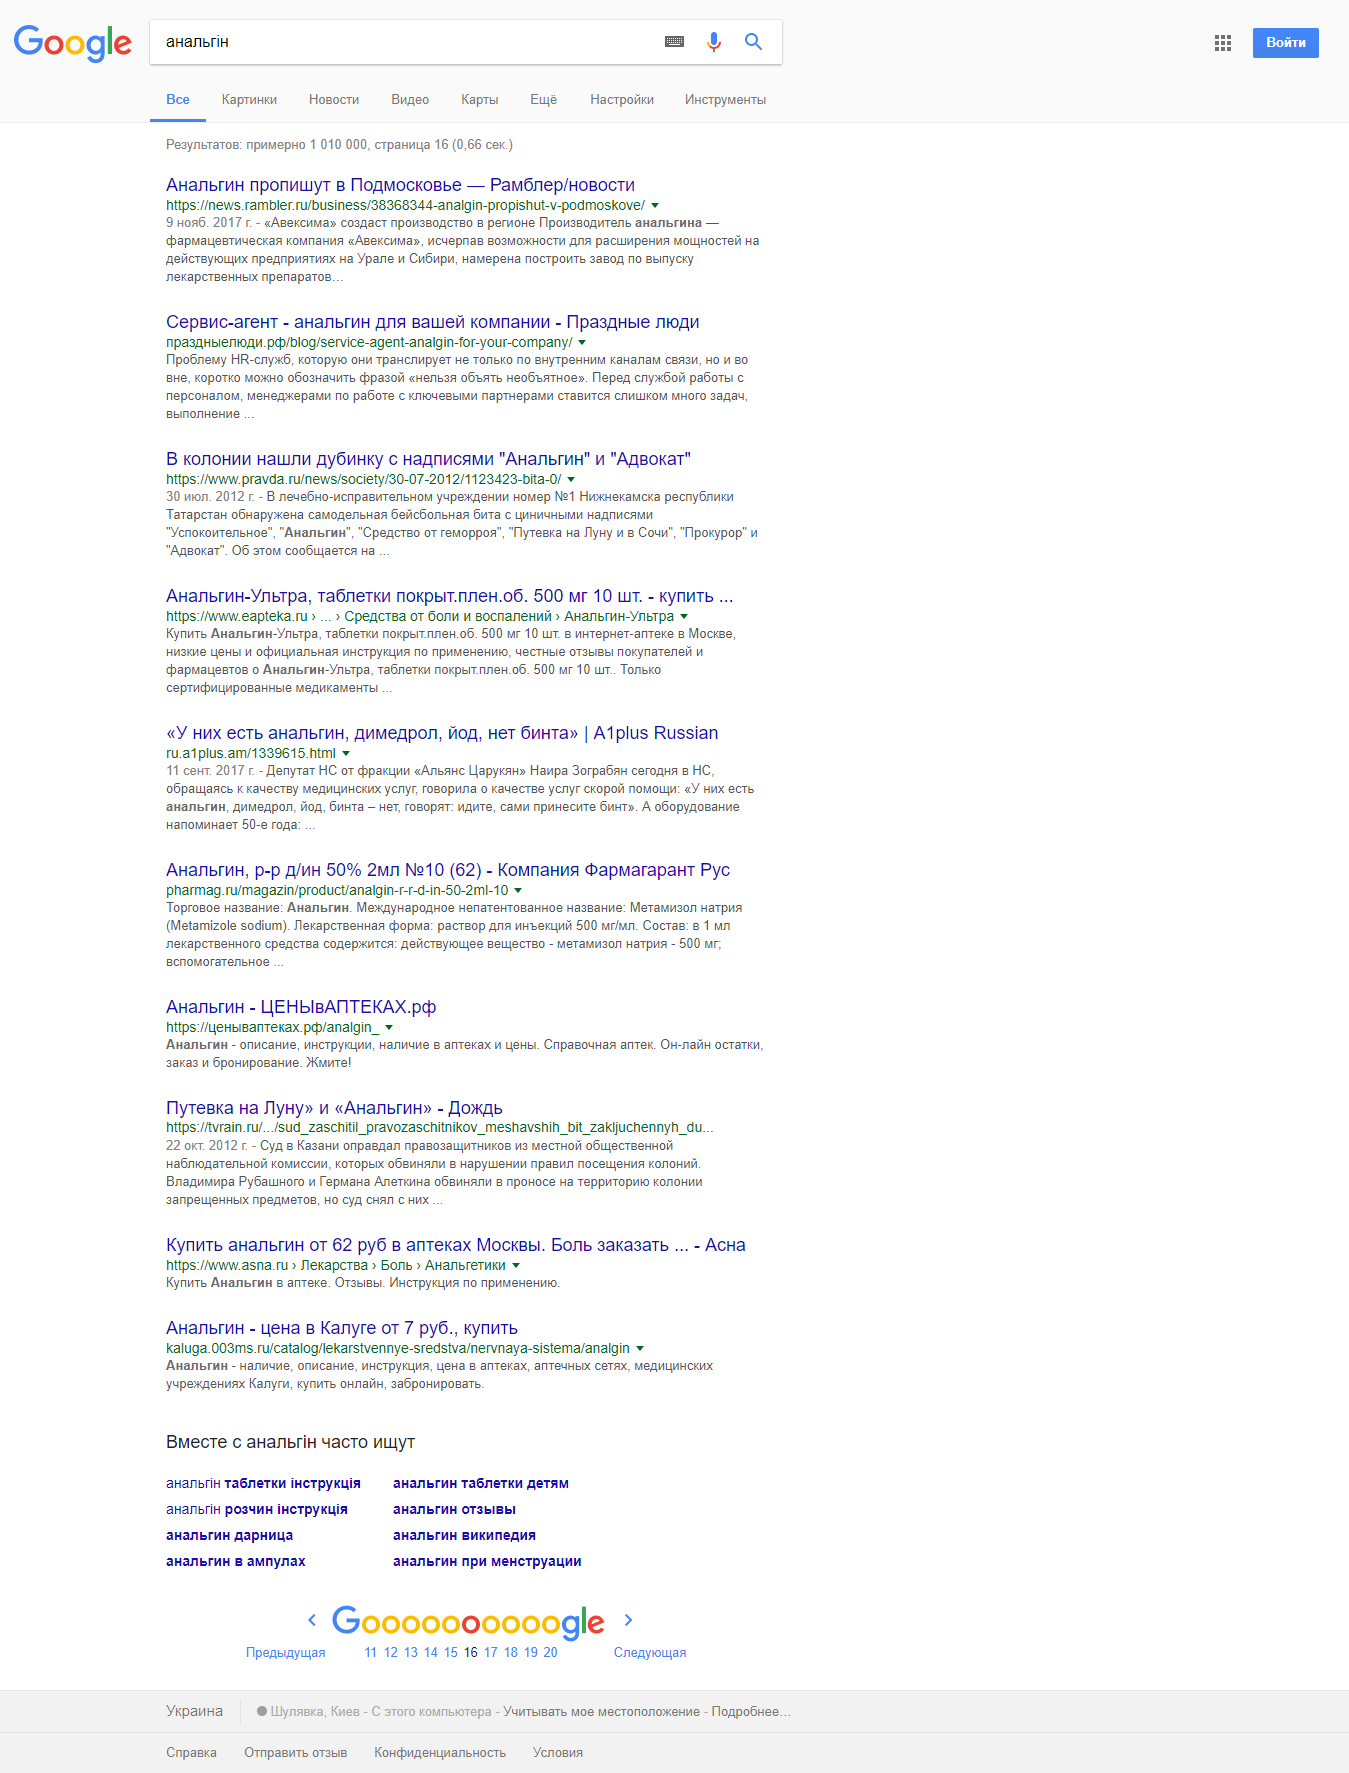 Google
анальгін
Войти
Все Картинки Новости Видео Карты Ещё Настройки Инструменты
Результатов: примерно 1 010 000, страница 16 (0,66 сек.)
Анальгин пропишут в Подмосковье — Рамблер/новости
https://news.rambler.ru/business/38368344-analgin-propishut-v-podmoskove/
9 нояб. 2017 г. - «Авексима» создаст производство в регионе Производитель анальгина —
фармацевтическая компания «Авексима», исчерпав возможности для расширения мощностей на
действующих предприятиях на Урале и Сибири, намерена построить завод по выпуску
лекарственных препаратов…
Сервис-агент - анальгин для вашей компании - Праздные люди
праздныелюди.рф/blog/service-agent-analgin-for-your-company/
Проблему HR-служб, которую они транслирует не только по внутренним каналам связи, но и во
вне, коротко можно обозначить фразой «нельзя объять необъятное». Перед службой работы с
персоналом, менеджерами по работе с ключевыми партнерами ставится слишком много задач,
выполнение ...
В колонии нашли дубинку с надписями "Анальгин" и "Адвокат"
https://www.pravda.ru/news/society/30-07-2012/1123423-bita-0/
30 июл. 2012 г. - В лечебно-исправительном учреждении номер №1 Нижнекамска республики
Татарстан обнаружена самодельная бейсбольная бита с циничными надписями
"Успокоительное", "Анальгин", "Средство от геморроя", "Путевка на Луну и в Сочи", "Прокурор" и
"Адвокат". Об этом сообщается на ...
Анальгин-Ультра, таблетки покрыт.плен.об. 500 мг 10 шт. - купить ...
https://www.eapteka.ru › ... › Средства от боли и воспалений › Анальгин-Ультра
Купить Анальгин-Ультра, таблетки покрыт.плен.об. 500 мг 10 шт. в интернет-аптеке в Москве,
низкие цены и официальная инструкция по применению, честные отзывы покупателей и
фармацевтов о Анальгин-Ультра, таблетки покрыт.плен.об. 500 мг 10 шт.. Только
сертифицированные медикаменты ...
«У них есть анальгин, димедрол, йод, нет бинта» | A1plus Russian
ru.a1plus.am/1339615.html
11 сент. 2017 г. - Депутат НС от фракции «Альянс Царукян» Наира Зограбян сегодня в НС,
обращаясь к качеству медицинских услуг, говорила о качестве услуг скорой помощи: «У них есть
анальгин, димедрол, йод, бинта – нет, говорят: идите, сами принесите бинт». А оборудование
напоминает 50-е года: ...
Анальгин, р-р д/ин 50% 2мл №10 (62) - Компания Фармагарант Рус
pharmag.ru/magazin/product/analgin-r-r-d-in-50-2ml-10
Торговое название: Анальгин. Международное непатентованное название: Метамизол натрия
(Metamizole sodium). Лекарственная форма: раствор для инъекций 500 мг/мл. Состав: в 1 мл
лекарственного средства содержится: действующее вещество - метамизол натрия - 500 мг;
вспомогательное ...
Анальгин - ЦЕНЫвАПТЕКАХ.рф
https://ценываптеках.рф/analgin_
Анальгин - описание, инструкции, наличие в аптеках и цены. Справочная аптек. Он-лайн остатки,
заказ и бронирование. Жмите!
Путевка на Луну» и «Анальгин» - Дождь
https://tvrain.ru/.../sud_zaschitil_pravozaschitnikov_meshavshih_bit_zakljuchennyh_du...
22 окт. 2012 г. - Суд в Казани оправдал правозащитников из местной общественной
наблюдательной комиссии, которых обвиняли в нарушении правил посещения колоний.
Владимира Рубашного и Германа Алеткина обвиняли в проносе на территорию колонии
запрещенных предметов, но суд снял с них ...
Купить анальгин от 62 руб в аптеках Москвы. Боль заказать ... - Асна
https://www.asna.ru › Лекарства › Боль › Анальгетики
Купить Анальгин в аптеке. Отзывы. Инструкция по применению.
Анальгин - цена в Калуге от 7 руб., купить
kaluga.003ms.ru/catalog/lekarstvennye-sredstva/nervnaya-sistema/analgin
Анальгин - наличие, описание, инструкция, цена в аптеках, аптечных сетях, медицинских
учреждениях Калуги, купить онлайн, забронировать.
Вместе с анальгін часто ищут
анальгін таблетки інструкція анальгин таблетки детям
анальгін розчин інструкція анальгин отзывы
анальгин дарница анальгин википедия
анальгин в ампулах анальгин при менструации
Goooooooooogle
Предыдущая 11 12 13 14 15 16 17 18 19 20 Следующая
Украина Шулявка, Киев - С этого компьютера - Учитывать мое местоположение - Подробнее…
Справка Отправить отзыв Конфиденциальность Условия